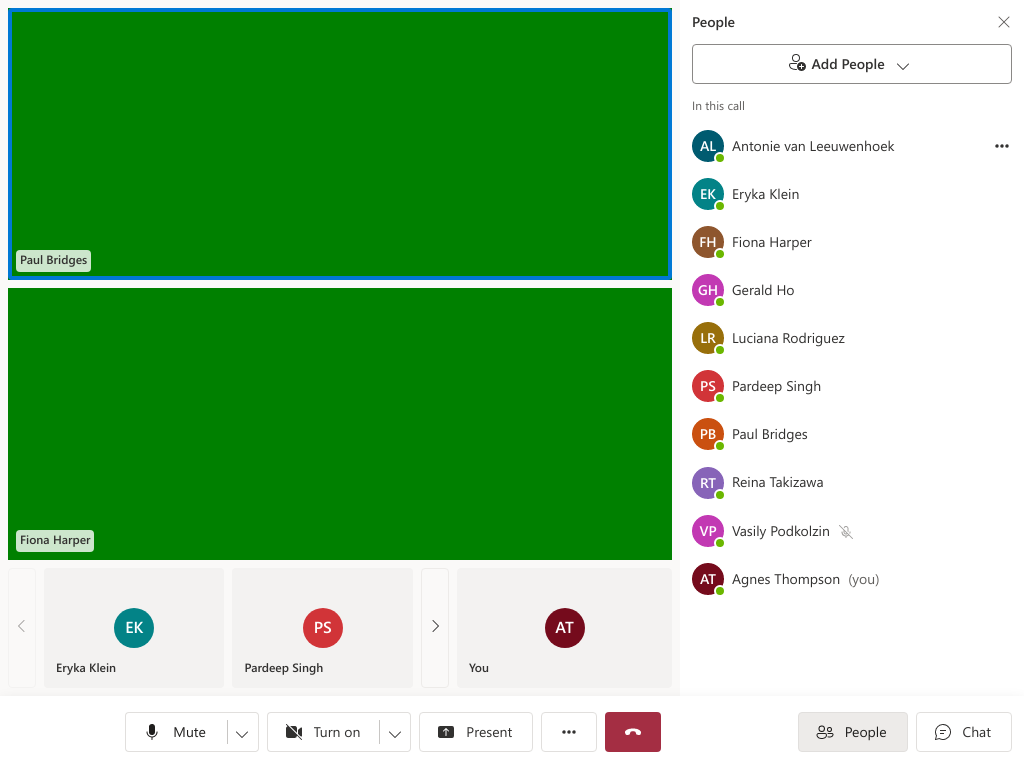 Paul Bridges
Fiona Harper
EK
Eryka Klein
PS
Pardeep Singh
AT
You
Mute
Turn on
Present
People
Chat
People
Add People
In this call
AL Antonie van Leeuwenhoek
EK Eryka Klein
FH Fiona Harper
GH Gerald Ho
LR Luciana Rodriguez
PS Pardeep Singh
PB Paul Bridges
RT Reina Takizawa
VP Vasily Podkolzin
AT Agnes Thompson (you)